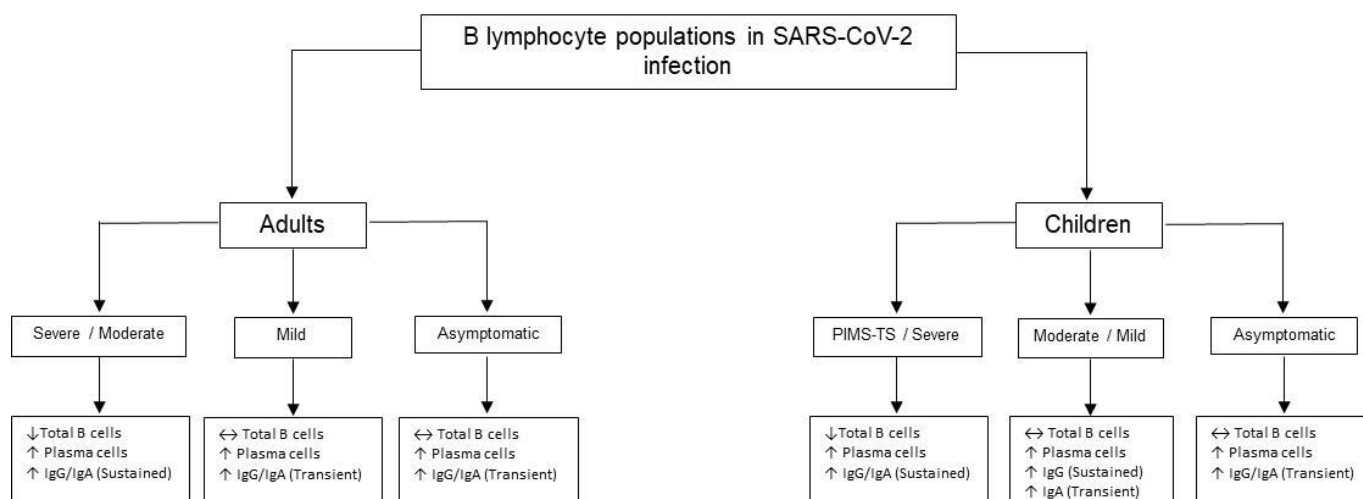 B lymphocyte populations in SARS-CoV-2
infection
Adults
Children
Severe / Moderate
Mild
Asymptomatic
PIMS-TS / Severe
Moderate / Mild
Asymptomatic
↓Total B cells
↑ Plasma cells
↑ IgG/IgA (Sustained)
↔ Total B cells
↑ Plasma cells
↑ IgG/IgA (Transient)
↔ Total B cells
↑ Plasma cells
↑ IgG/IgA (Transient)
↓Total B cells
↑ Plasma cells
↑ IgG/IgA (Sustained)
↔ Total B cells
↑ Plasma cells
↑ IgG (Sustained)
↑ IgA (Transient)
↔ Total B cells
↑ Plasma cells
↑ IgG/IgA (Transient)